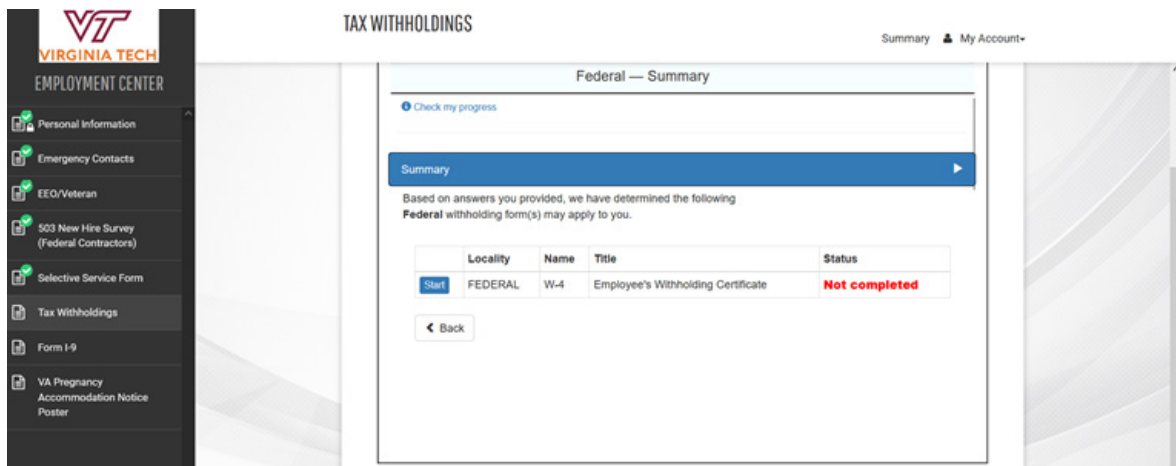 VT
VIRGINIA TECH
EMPLOYMENT CENTER
Personal Information
Emergency Contacts
EEO/Veteran
503 New Hire Survey
(Federal Contractors)
Selective Service Form
Tax Withholdings
Form I-9
VA Pregnancy
Accommodation Notice
Poster
TAX WITHHOLDINGS
Summary My Account
Federal — Summary
Check my progress
Summary
Based on answers you provided, we have determined the following
Federal withholding form(s) may apply to you.
Locality Name Title Status
Start FEDERAL W-4 Employee's Withholding Certificate Not completed
Back